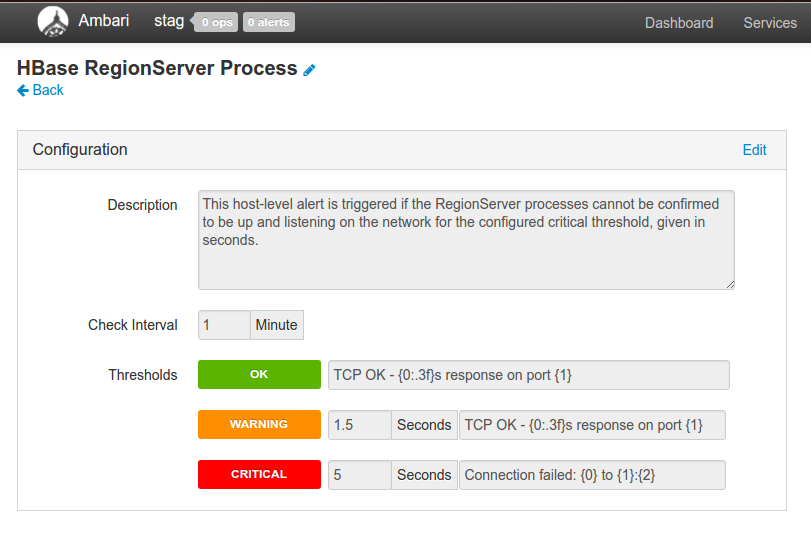 Ambari stag 0 ops 0 alerts Dashboard Services
HBase RegionServer Process
Back
Configuration Edit
Description This host-level alert is triggered if the RegionServer processes cannot be confirmed
to be up and listening on the network for the configured critical threshold, given in
seconds.
Check Interval 1 Minute
Thresholds OK TCP OK - {0:.3f}s response on port {1}
WARNING 1.5 Seconds TCP OK - {0:.3f}s response on port {1}
CRITICAL 5 Seconds Connection failed: {0} to {1}:{2}